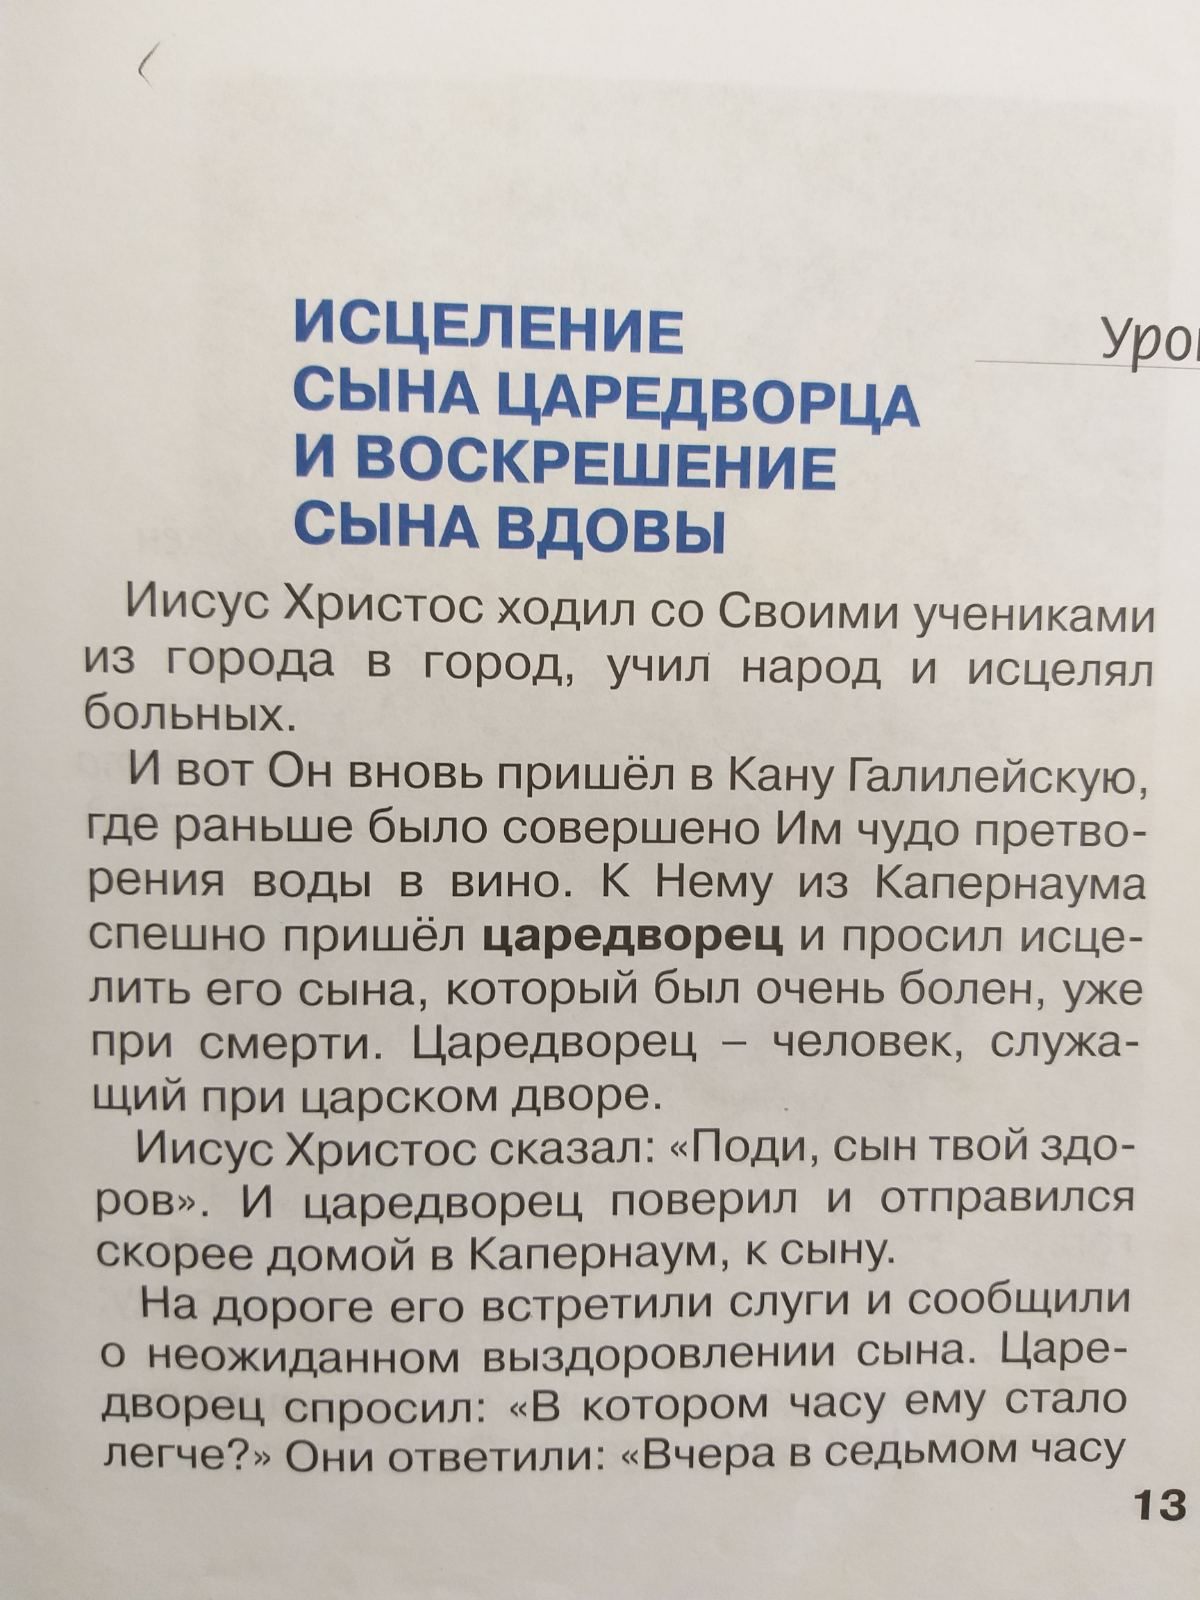 ИСЦЕЛЕНИЕ
СЫНА ЦАРЕДВОРЦА
И ВОСКРЕШЕНИЕ
СЫНА ВДОВЫ
Иисус Христос ходил со Своими учениками
из города в город, учил народ и исцелял
больных.
И вот Он вновь пришёл в Кану Галилейскую,
где раньше было совершено Им чудо претво-
рения воды в вино. К Нему из Капернаума
спешно пришёл царедворец и просил исце-
лить его сына, который был очень болен, уже
при смерти. Царедворец – человек, служа-
щий при царском дворе.
Иисус Христос сказал: «Поди, сын твой здо-
ров». И царедворец поверил и отправился
скорее домой в Капернаум, к сыну.
На дороге его встретили слуги и сообщили
о неожиданном выздоровлении сына. Царе-
дворец спросил: «В котором часу ему стало
легче?» Они ответили: «Вчера в седьмом часу
13